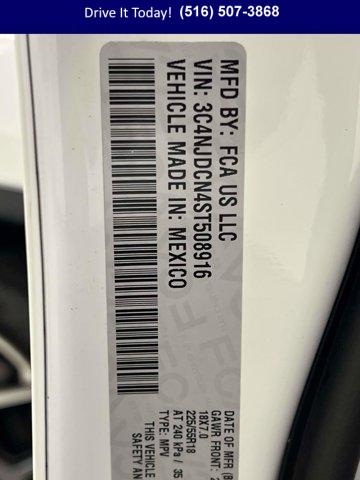 Drive It Today! (516) 507-3868
MFD BY: FCA US LLC
VIN: 3C4NJDCN4ST508916
VEHICLE MADE IN: MEXICO
DATE OF MFR
GAWR FRONT:
18X7.0
225/55R18
AT 240 kPa / 35
TYPE: MPV
THIS VEHICLE
SAFETY AN